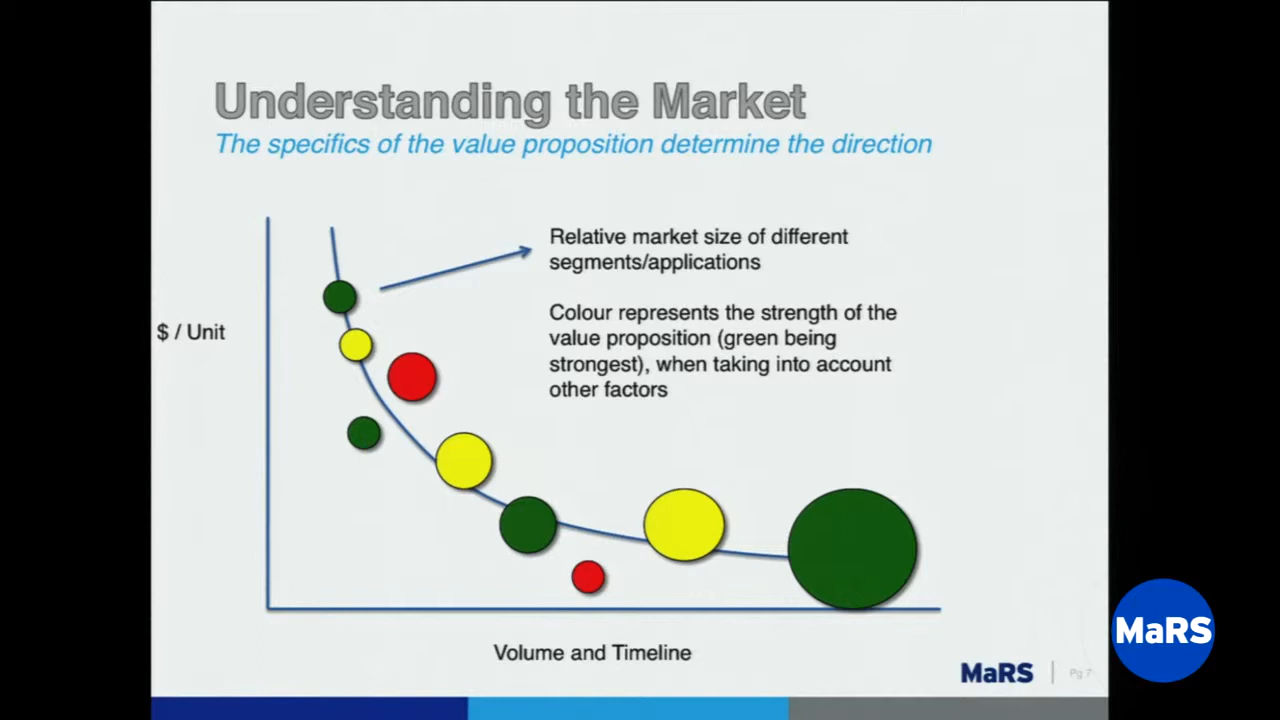 Understanding the Market
The specifics of the value proposition determine the direction
Relative market size of different
segments/applications
Colour represents the strength of the
value proposition (green being
strongest), when taking into account
other factors
$ / Unit
Volume and Timeline
MaRS
Pg 7
MaRS